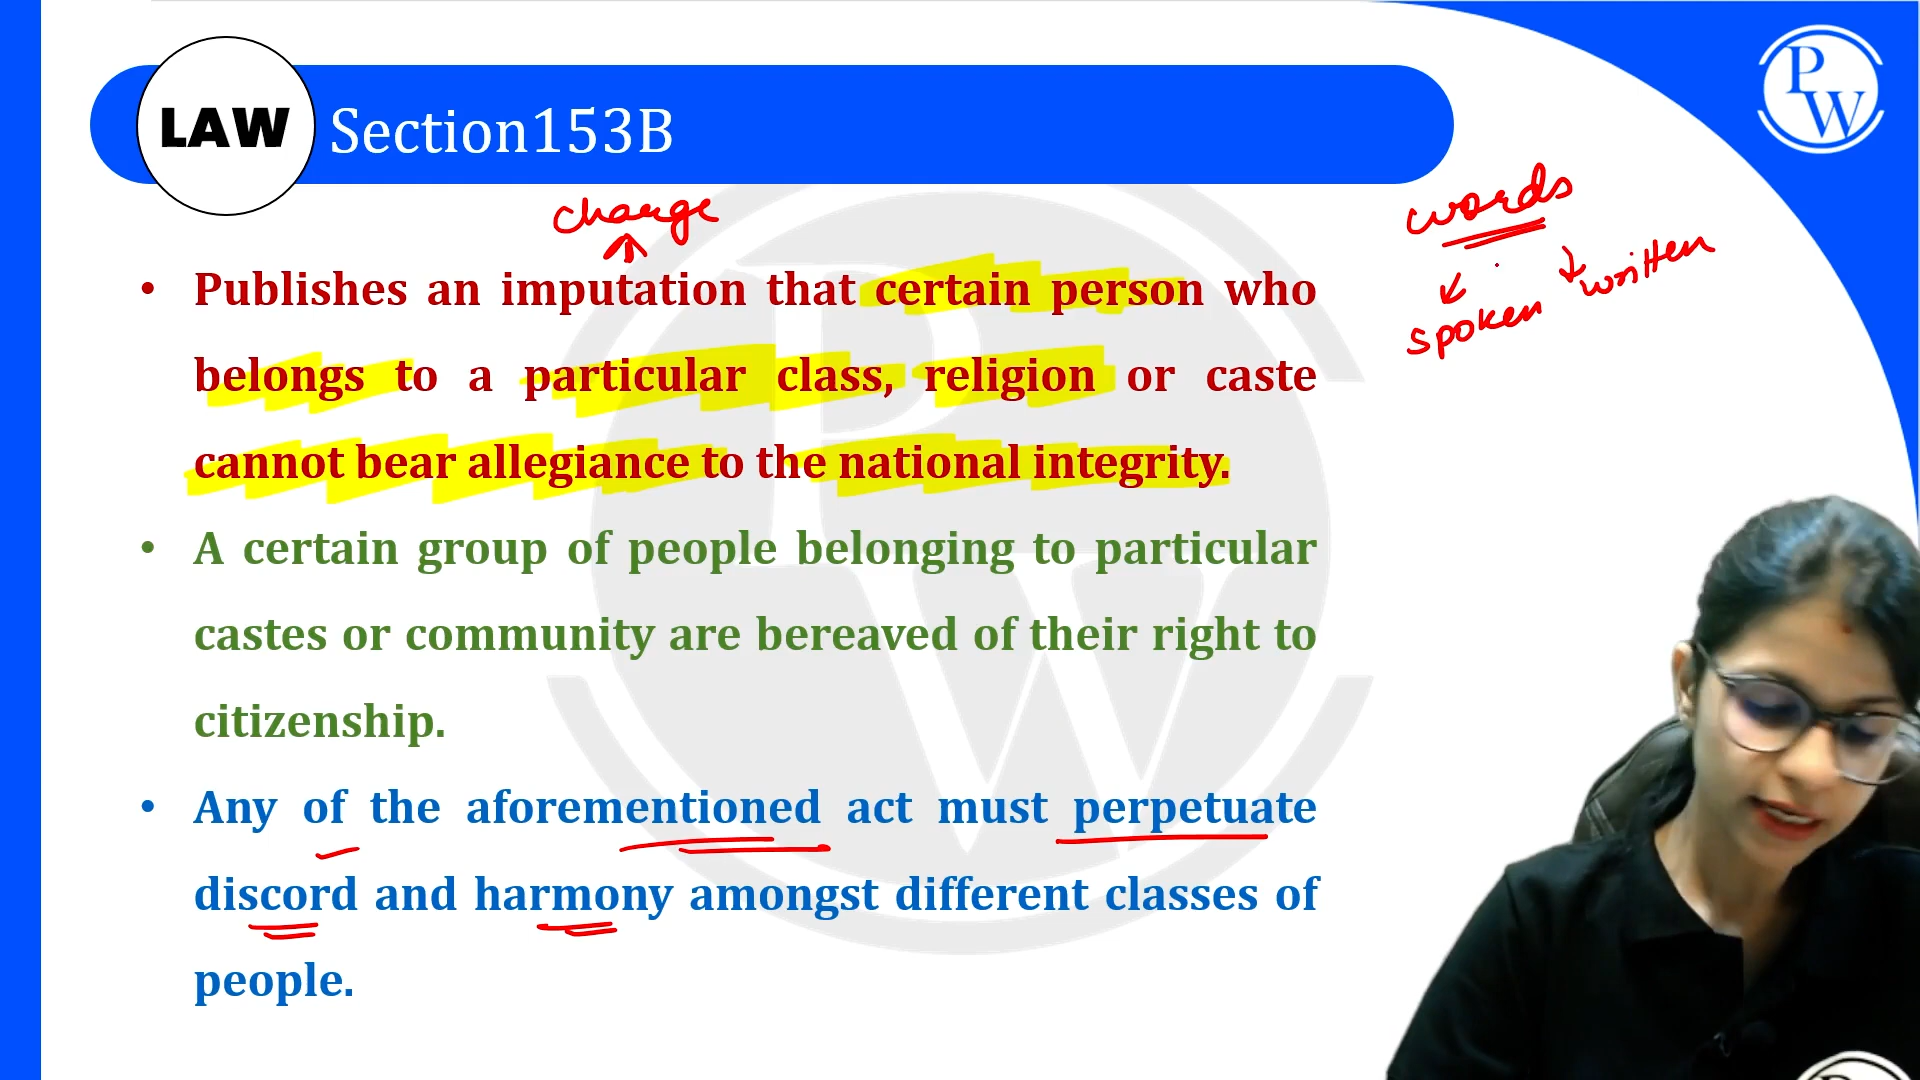 P
W
LAW Section153B
charge
words
spoken written
• Publishes an imputation that certain person who
belongs to a particular class, religion or caste
cannot bear allegiance to the national integrity.
• A certain group of people belonging to particular
castes or community are bereaved of their right to
citizenship.
• Any of the aforementioned act must perpetuate
discord and harmony amongst different classes of
people.